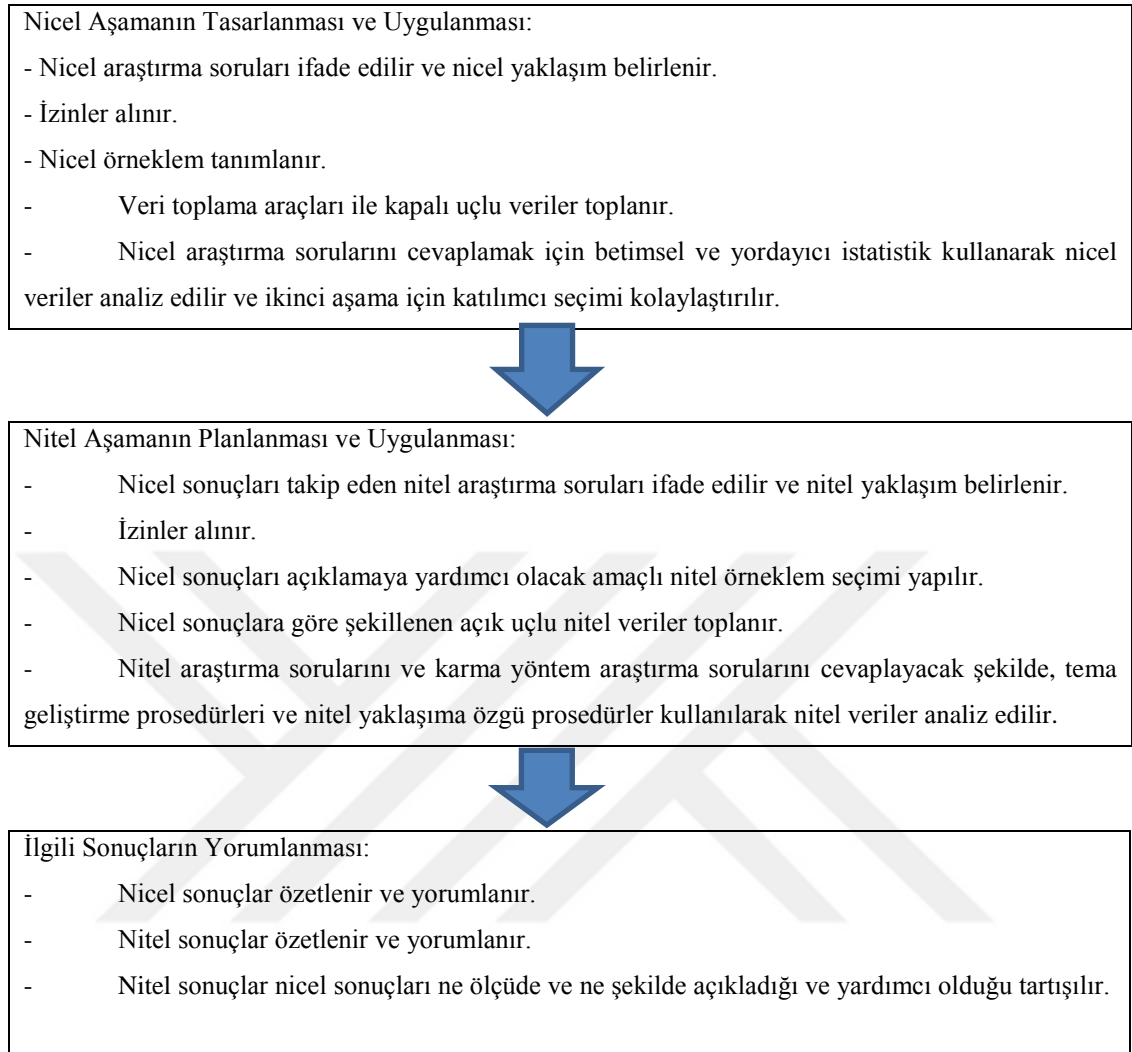 Nicel Aşamanın Tasarlanması ve Uygulanması:
- Nicel araştırma soruları ifade edilir ve nicel yaklaşım belirlenir.
- İzinler alınır.
- Nicel örneklem tanımlanır.
- Veri toplama araçları ile kapalı uçlu veriler toplanır.
- Nicel araştırma sorularını cevaplamak için betimsel ve yordayıcı istatistik kullanarak nicel
veriler analiz edilir ve ikinci aşama için katılımcı seçimi kolaylaştırılır.
Nitel Aşamanın Planlanması ve Uygulanması:
- Nicel sonuçları takip eden nitel araştırma soruları ifade edilir ve nitel yaklaşım belirlenir.
- İzinler alınır.
- Nicel sonuçları açıklamaya yardımcı olacak amaçlı nitel örneklem seçimi yapılır.
- Nicel sonuçlara göre şekillenen açık uçlu nitel veriler toplanır.
- Nitel araştırma sorularını ve karma yöntem araştırma sorularını cevaplayacak şekilde, tema
geliştirme prosedürleri ve nitel yaklaşıma özgü prosedürler kullanılarak nitel veriler analiz edilir.
İlgili Sonuçların Yorumlanması:
- Nicel sonuçlar özetlenir ve yorumlanır.
- Nitel sonuçlar özetlenir ve yorumlanır.
- Nitel sonuçlar nicel sonuçları ne ölçüde ve ne şekilde açıkladığı ve yardımcı olduğu tartışılır.